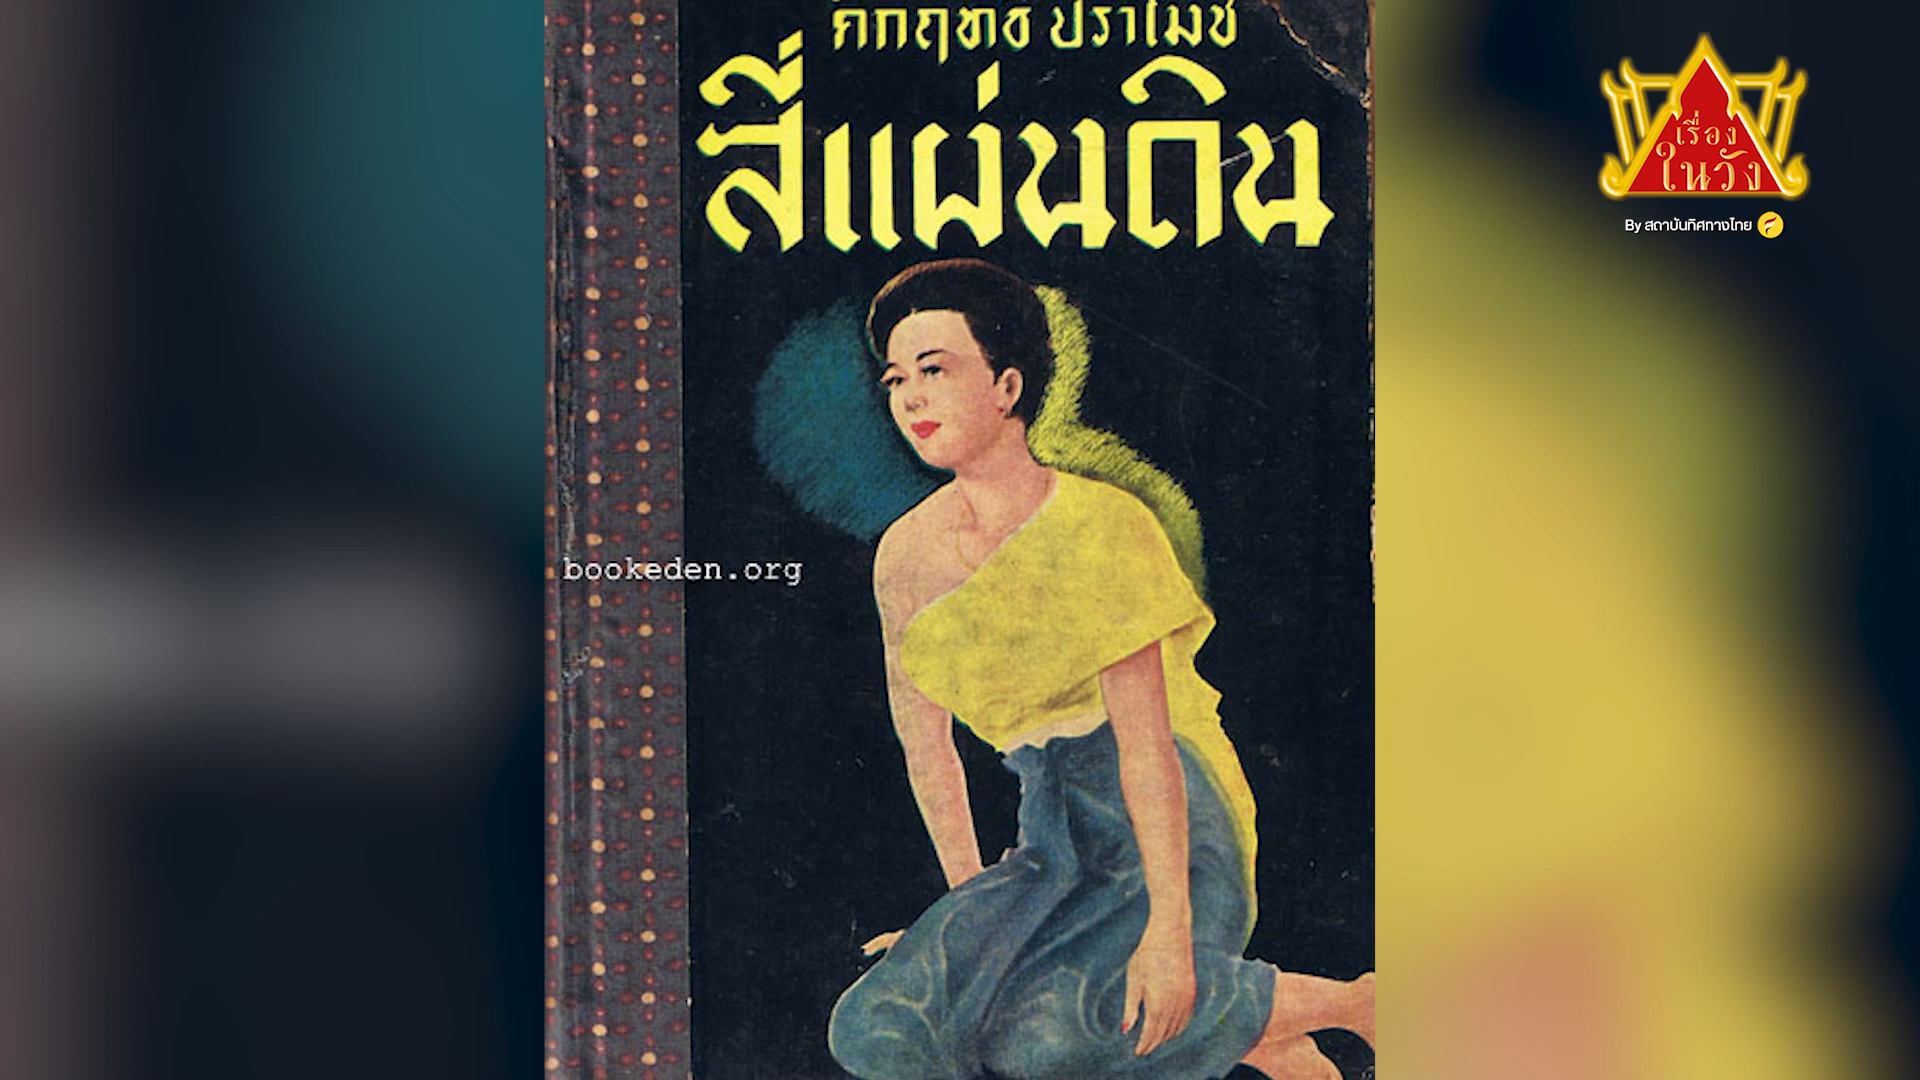 คึกฤทธิ์ ปราโมช
สี่แผ่นดิน
bookeden.org
เรื่อง
ในวัง
By สถาบันทิศทางไทย